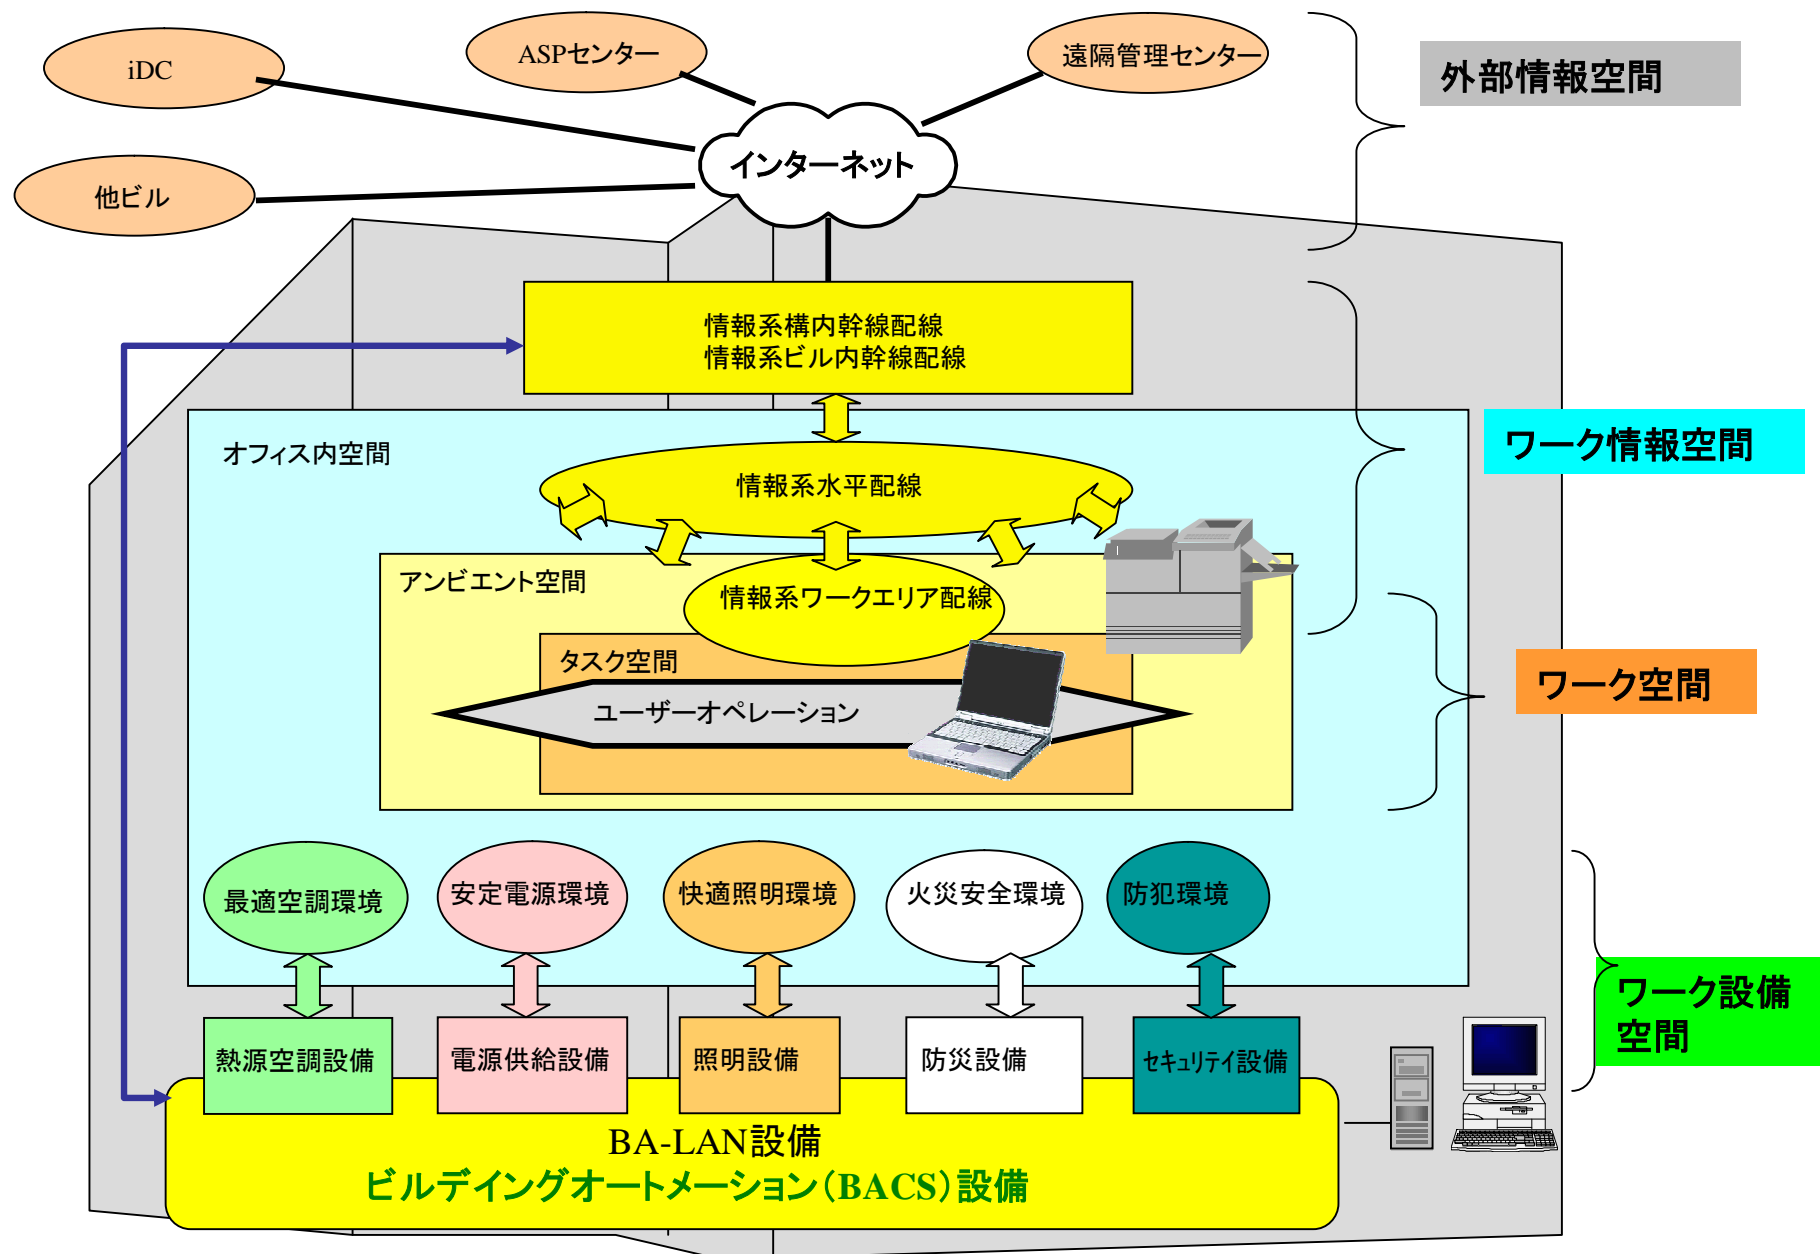 iDC
ASPセンター
遠隔管理センター
外部情報空間
インターネット
他ビル
情報系構内幹線配線
情報系ビル内幹線配線
オフィス内空間
ワーク情報空間
情報系水平配線
アンビエント空間
情報系ワークエリア配線
タスク空間
ワーク空間
ユーザーオペレーション
最適空調環境
安定電源環境
快適照明環境
火災安全環境
防犯環境
ワーク設備
空間
熱源空調設備
電源供給設備
照明設備
防災設備
セキュリテイ設備
BA-LAN設備
ビルデイングオートメーション（BACS）設備